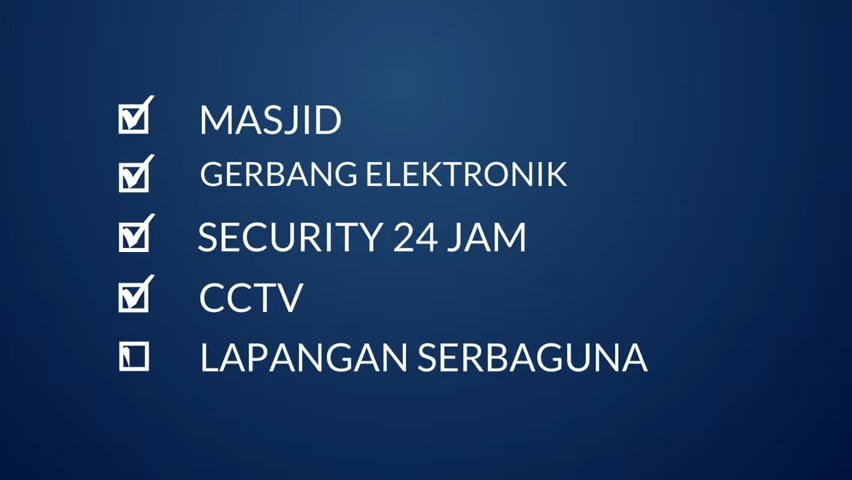 MASJID
GERBANG ELEKTRONIK
SECURITY 24 JAM
CCTV
LAPANGAN SERBAGUNA